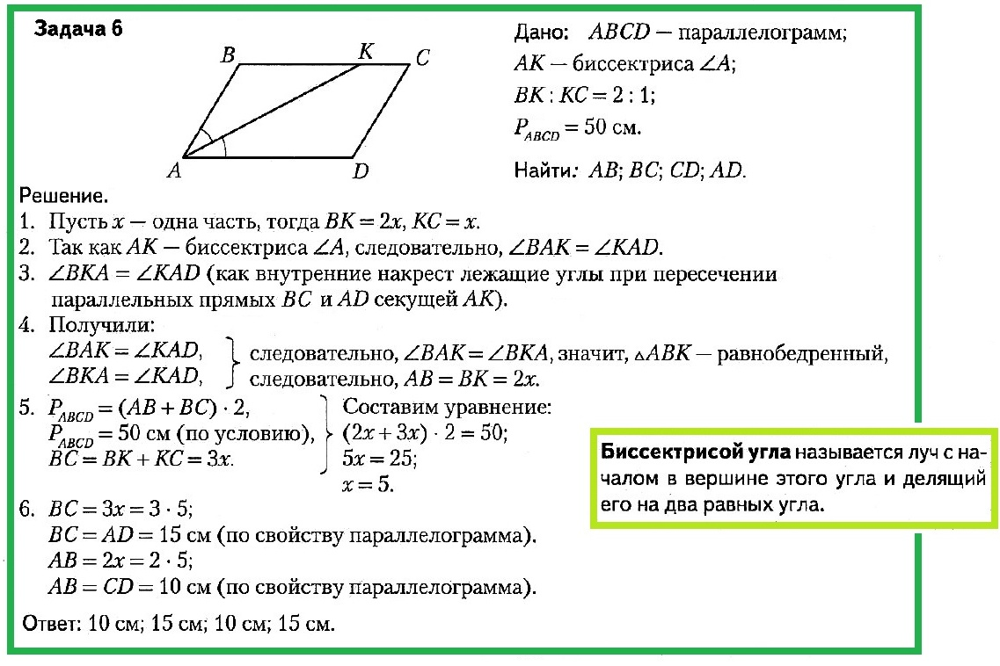 Задача 6
B K C
A D
Дано: ABCD — параллелограмм;
AK — биссектриса ∠A;
BK : KC = 2 : 1;
P_ABCD = 50 см.
Найти: AB; BC; CD; AD.
Решение.
1. Пусть x — одна часть, тогда BK = 2x, KC = x.
2. Так как AK — биссектриса ∠A, следовательно, ∠BAK = ∠KAD.
3. ∠BKA = ∠KAD (как внутренние накрест лежащие углы при пересечении
параллельных прямых BC и AD секущей AK).
4. Получили:
∠BAK = ∠KAD, } следовательно, ∠BAK = ∠BKA, значит, △ABK — равнобедренный,
∠BKA = ∠KAD, следовательно, AB = BK = 2x.
5. P_ABCD = (AB + BC) · 2, } Составим уравнение:
P_ABCD = 50 см (по условию), (2x + 3x) · 2 = 50;
BC = BK + KC = 3x. 5x = 25;
x = 5.
6. BC = 3x = 3 · 5;
BC = AD = 15 см (по свойству параллелограмма).
AB = 2x = 2 · 5;
AB = CD = 10 см (по свойству параллелограмма).
Ответ: 10 см; 15 см; 10 см; 15 см.
Биссектрисой угла называется луч с на-
чалом в вершине этого угла и делящий
его на два равных угла.